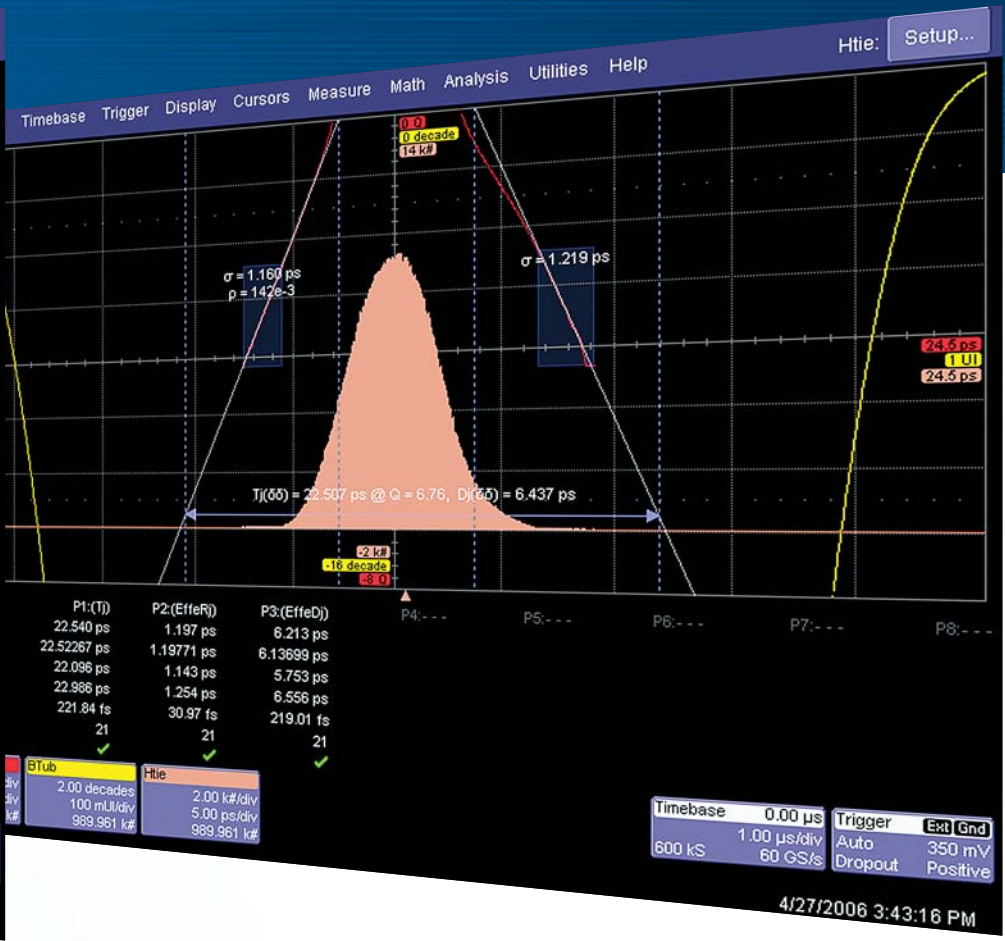 Htie: Setup...
Timebase Trigger Display Cursors Measure Math Analysis Utilities Help
0 Q
0 decade
14 k#
σ = 1.160 ps
ρ = 142e-3
σ = 1.219 ps
24.5 ps
1 UI
24.5 ps
Tj(δδ) = 22.507 ps @ Q = 6.76, Dj(δδ) = 6.437 ps
-2 k#
-16 decade
-8 Q
P1:(Tj) P2:(EffeRj) P3:(EffeDj) P4:- - - P5:- - - P6:- - - P7:- - - P8:- - -
22.540 ps 1.197 ps 6.213 ps
22.52267 ps 1.19771 ps 6.13699 ps
22.096 ps 1.143 ps 5.753 ps
22.986 ps 1.254 ps 6.556 ps
221.84 fs 30.97 fs 219.01 fs
21 21 21
div
div
k#
BTub
2.00 decades
100 mUI/div
989.961 k#
Htie
2.00 k#/div
5.00 ps/div
989.961 k#
Timebase 0.00 µs
1.00 µs/div
600 kS 60 GS/s
Trigger Ext Gnd
Auto 350 mV
Dropout Positive
4/27/2006 3:43:16 PM